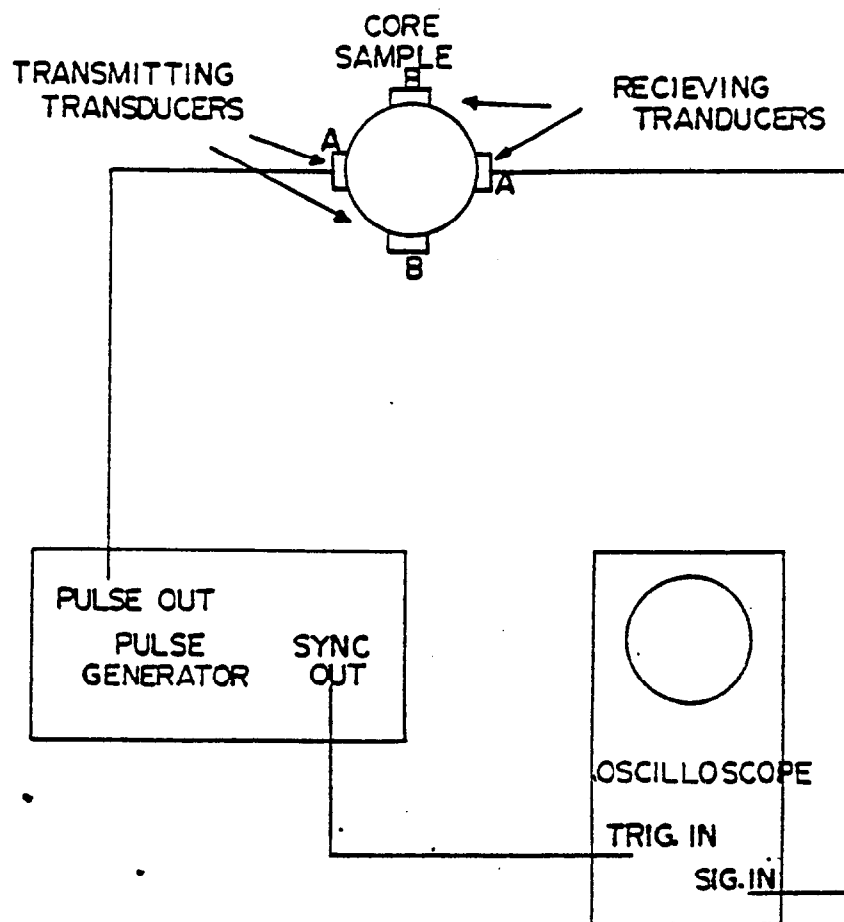 CORE
SAMPLE
B
TRANSMITTING
TRANSDUCERS
RECIEVING
TRANDUCERS
A
A
B
PULSE OUT
PULSE
GENERATOR
SYNC
OUT
OSCILLOSCOPE
TRIG. IN
SIG. IN